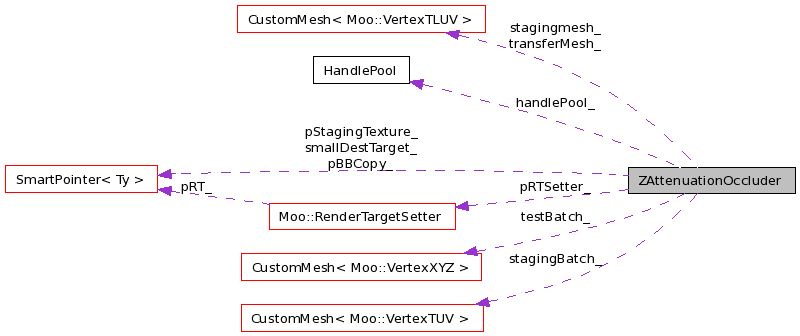 CustomMesh< Moo::VertexTLUV >
stagingmesh_
transferMesh_
HandlePool
handlePool_
pStagingTexture_
smallDestTarget_
pBBCopy_
SmartPointer< Ty >
ZAttenuationOccluder
pRT_
pRTSetter_
Moo::RenderTargetSetter
testBatch_
CustomMesh< Moo::VertexXYZ >
stagingBatch_
CustomMesh< Moo::VertexTUV >